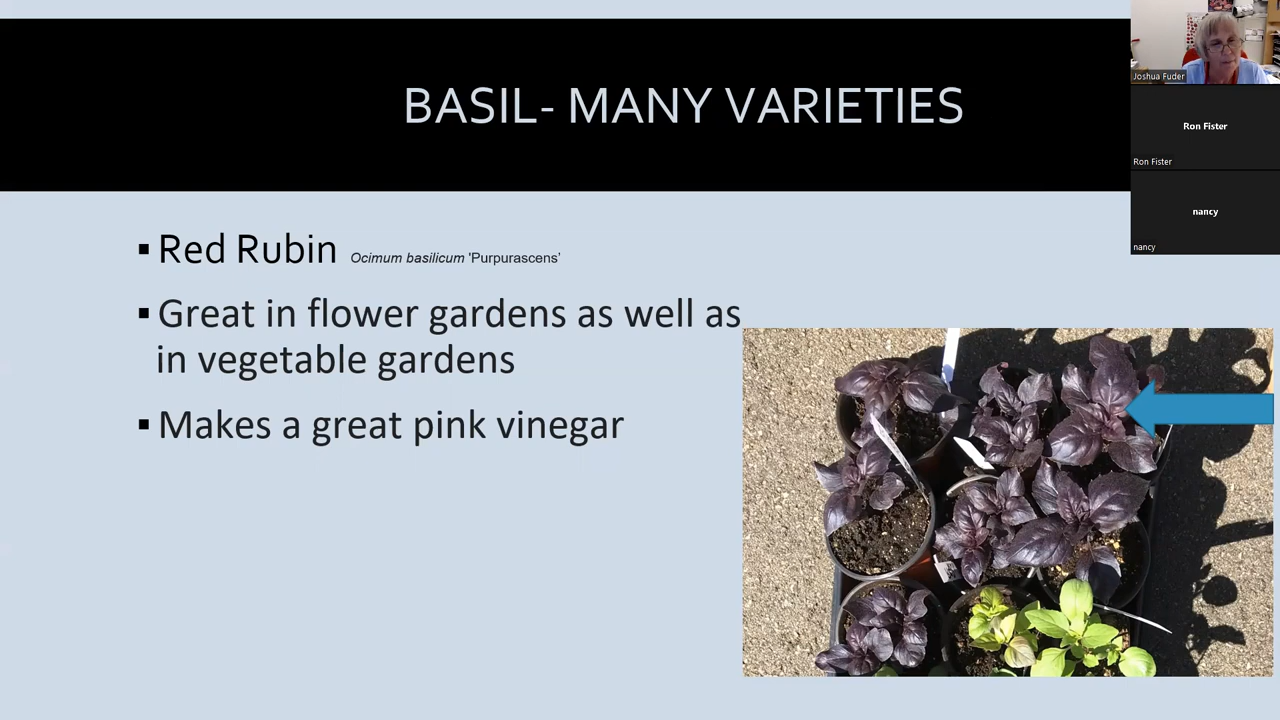 BASIL- MANY VARIETIES
▪ Red Rubin Ocimum basilicum 'Purpurascens'
▪ Great in flower gardens as well as
in vegetable gardens
▪ Makes a great pink vinegar
Joshua Fuder
Ron Fister
Ron Fister
nancy
nancy